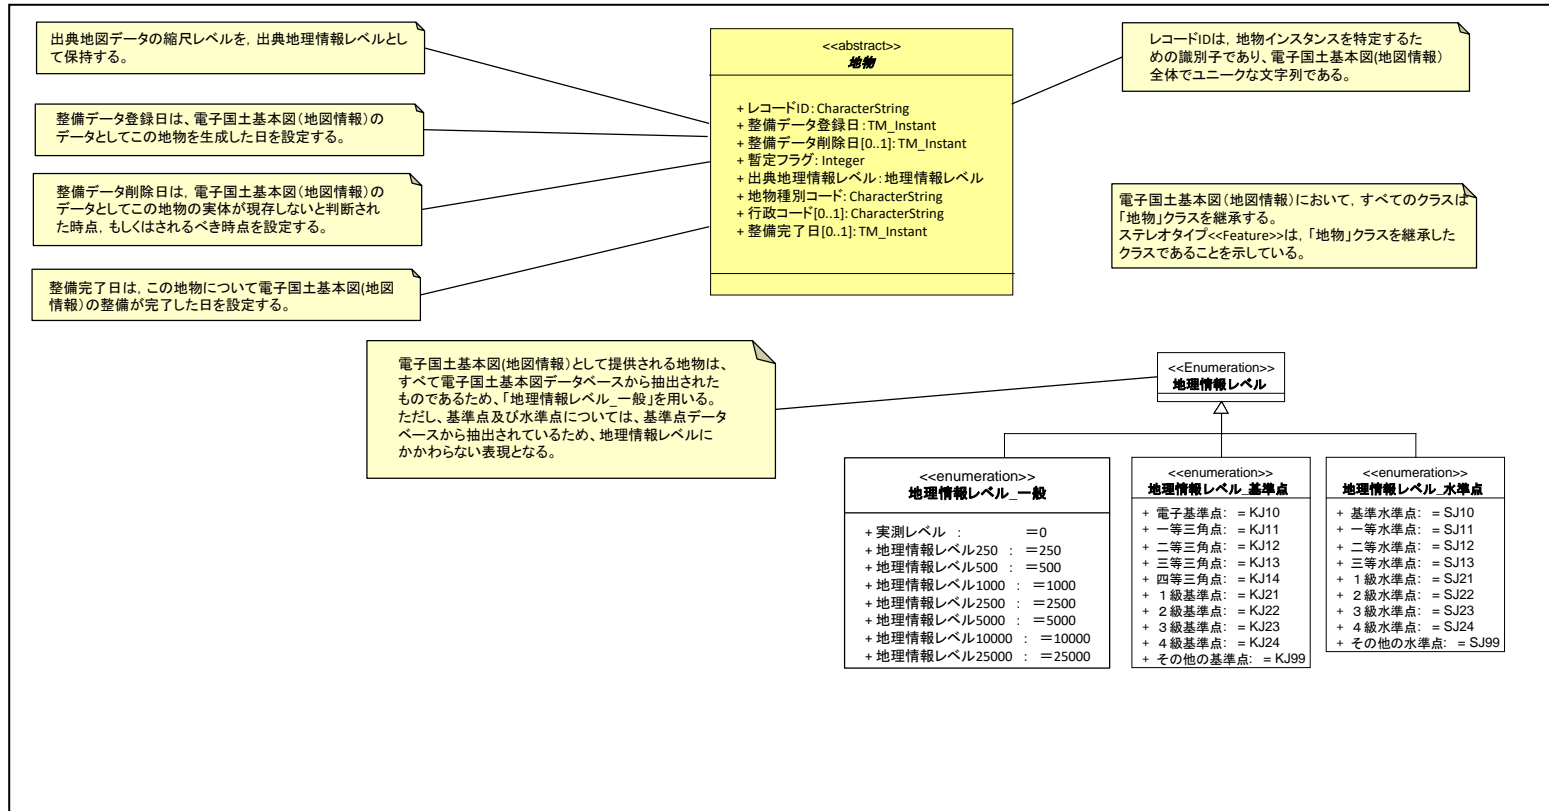 出典地図データの縮尺レベルを，出典地理情報レベルとし
て保持する。
整備データ登録日は、電子国土基本図（地図情報）の
データとしてこの地物を生成した日を設定する。
整備データ削除日は，電子国土基本図（地図情報）の
データとしてこの地物の実体が現存しないと判断され
た時点，もしくはされるべき時点を設定する。
整備完了日は，この地物について電子国土基本図(地図
情報）の整備が完了した日を設定する。
<<abstract>>
地物
+ レコードID: CharacterString
+ 整備データ登録日：TM_Instant
+ 整備データ削除日[0..1]: TM_Instant
+ 暫定フラグ: Integer
+ 出典地理情報レベル：地理情報レベル
+ 地物種別コード: CharacterString
+ 行政コード[0..1]: CharacterString
+ 整備完了日[0..1]: TM_Instant
レコードIDは，地物インスタンスを特定するた
めの識別子であり、電子国土基本図(地図情報）
全体でユニークな文字列である。
電子国土基本図（地図情報）において，すべてのクラスは
「地物」クラスを継承する。
ステレオタイプ<<Feature>>は，「地物」クラスを継承した
クラスであることを示している。
電子国土基本図(地図情報）として提供される地物は、
すべて電子国土基本図データベースから抽出された
ものであるため、「地理情報レベル_一般」を用いる。
ただし、基準点及び水準点については、基準点データ
ベースから抽出されているため、地理情報レベルに
かかわらない表現となる。
<<Enumeration>>
地理情報レベル
<<enumeration>>
地理情報レベル_一般
+ 実測レベル ： ＝0
+ 地理情報レベル250 ： ＝250
+ 地理情報レベル500 ： ＝500
+ 地理情報レベル1000 ： ＝1000
+ 地理情報レベル2500 ： ＝2500
+ 地理情報レベル5000 ： ＝5000
+ 地理情報レベル10000 ： ＝10000
+ 地理情報レベル25000 ： ＝25000
<<enumeration>>
地理情報レベル_基準点
+ 電子基準点: = KJ10
+ 一等三角点: = KJ11
+ 二等三角点: = KJ12
+ 三等三角点: = KJ13
+ 四等三角点: = KJ14
+ １級基準点: = KJ21
+ ２級基準点: = KJ22
+ ３級基準点: = KJ23
+ ４級基準点: = KJ24
+ その他の基準点: = KJ99
<<enumeration>>
地理情報レベル_水準点
+ 基準水準点: = SJ10
+ 一等水準点: = SJ11
+ 二等水準点: = SJ12
+ 三等水準点: = SJ13
+ １級水準点: = SJ21
+ ２級水準点: = SJ22
+ ３級水準点: = SJ23
+ ４級水準点: = SJ24
+ その他の水準点: = SJ99